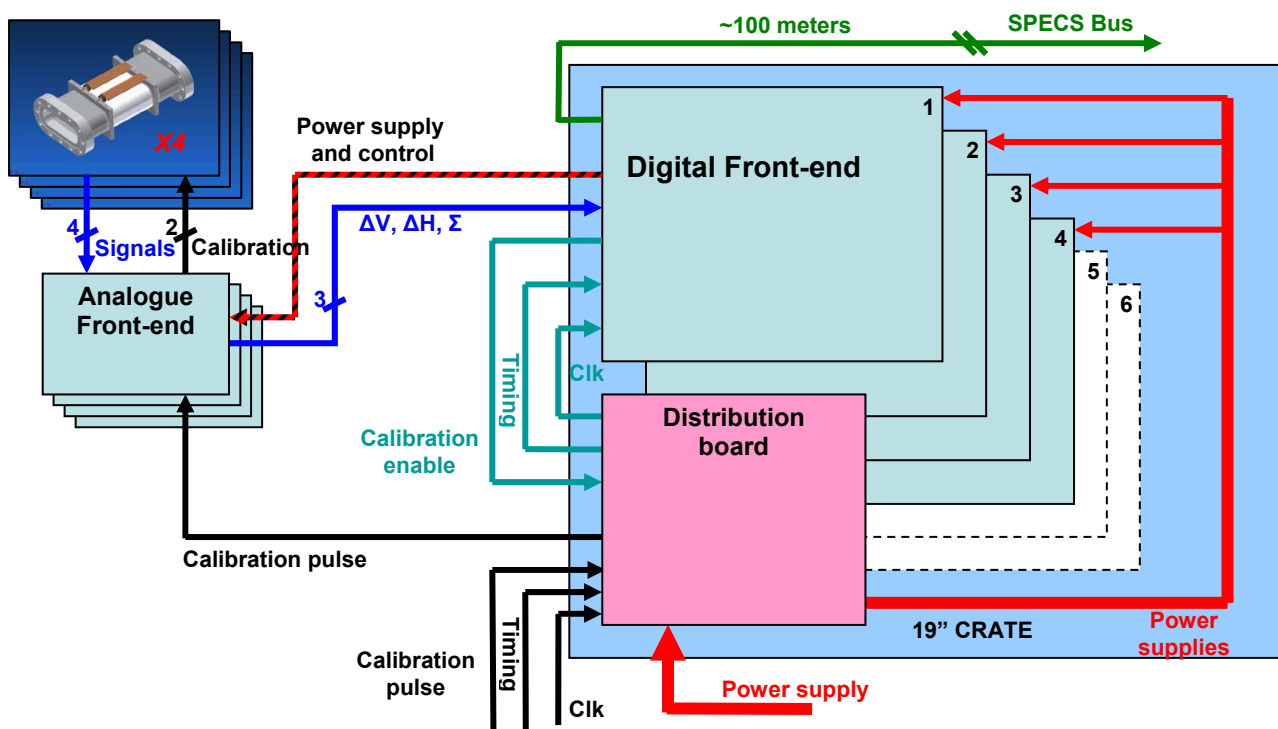 ~100 meters
SPECS Bus
X4
Power supply
and control
1
2
3
4
5
6
Digital Front-end
4
Signals
2
Calibration
ΔV, ΔH, Σ
3
Analogue
Front-end
Timing
Clk
Calibration
enable
Distribution
board
Calibration pulse
Timing
Calibration
pulse
Clk
19” CRATE
Power
supplies
Power supply